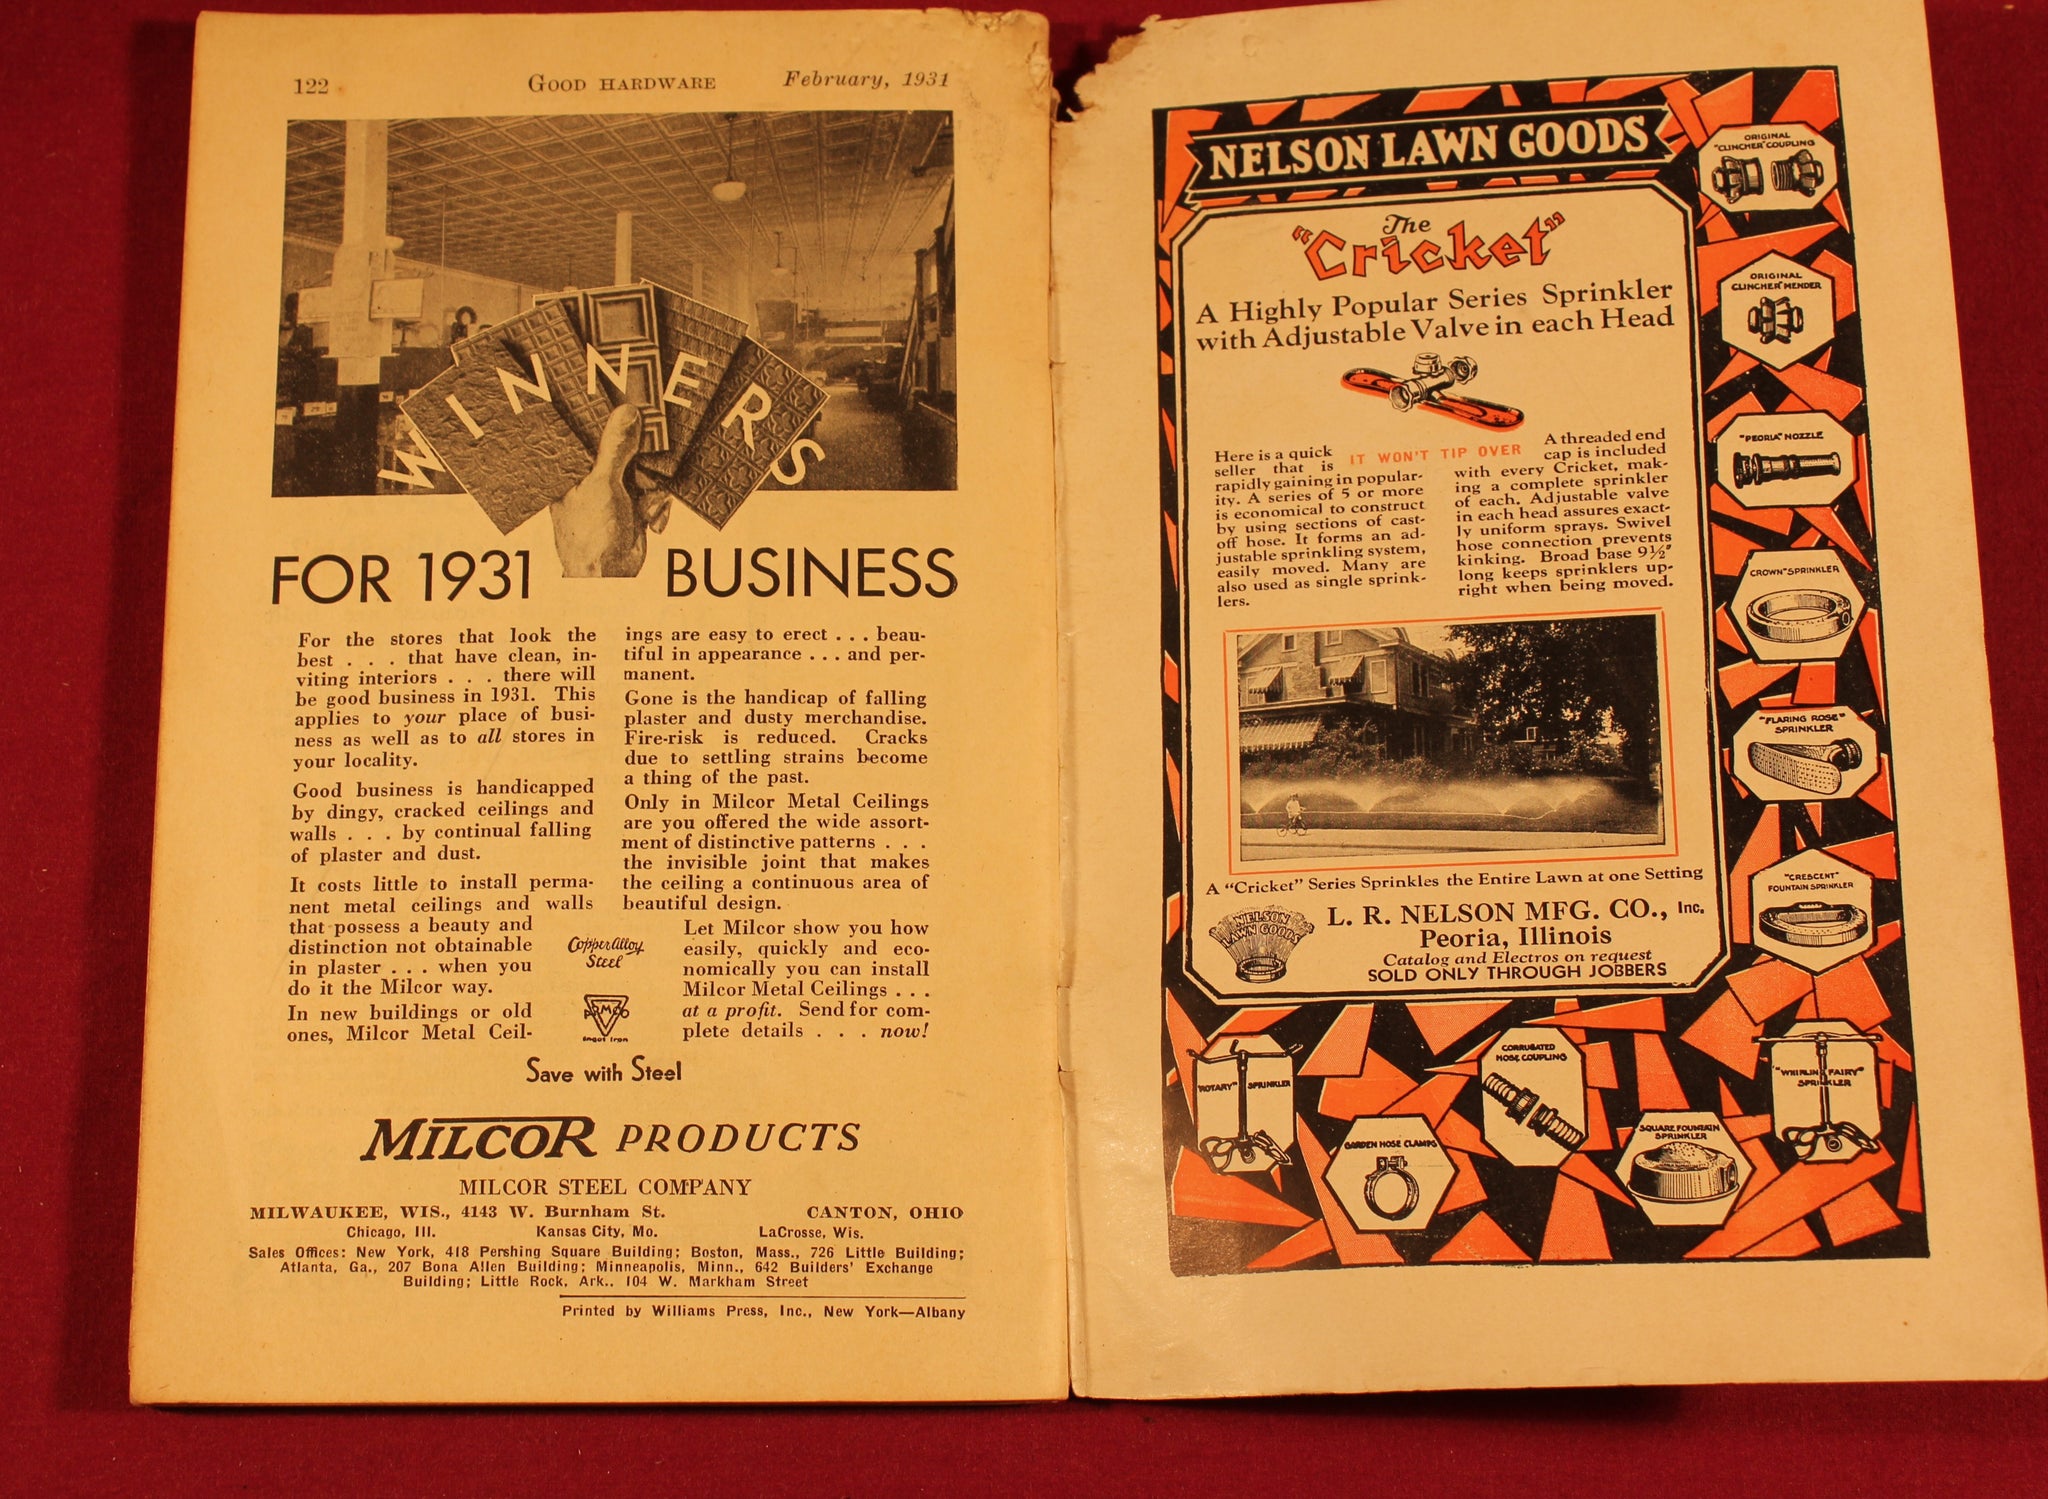 122 GOOD HARDWARE February, 1931
WINNERS
FOR 1931 BUSINESS
For the stores that look the
best . . . that have clean, in-
viting interiors . . . there will
be good business in 1931. This
applies to your place of busi-
ness as well as to all stores in
your locality.
Good business is handicapped
by dingy, cracked ceilings and
walls . . . by continual falling
of plaster and dust.
It costs little to install perma-
nent metal ceilings and walls
that possess a beauty and
distinction not obtainable
in plaster . . . when you
do it the Milcor way.
In new buildings or old
ones, Milcor Metal Ceil-
ings are easy to erect . . . beau-
tiful in appearance . . . and per-
manent.
Gone is the handicap of falling
plaster and dusty merchandise.
Fire-risk is reduced. Cracks
due to settling strains become
a thing of the past.
Only in Milcor Metal Ceilings
are you offered the wide assort-
ment of distinctive patterns . . .
the invisible joint that makes
the ceiling a continuous area of
beautiful design.
Let Milcor show you how
easily, quickly and eco-
nomically you can install
Milcor Metal Ceilings . . .
at a profit. Send for com-
plete details . . . now!
Copper Alloy
Steel
ARMCO
Ingot Iron
Save with Steel
MILCOR PRODUCTS
MILCOR STEEL COMPANY
MILWAUKEE, WIS., 4143 W. Burnham St. CANTON, OHIO
Chicago, Ill. Kansas City, Mo. LaCrosse, Wis.
Sales Offices: New York, 418 Pershing Square Building; Boston, Mass., 726 Little Building;
Atlanta, Ga., 207 Bona Allen Building; Minneapolis, Minn., 642 Builders' Exchange
Building; Little Rock, Ark., 104 W. Markham Street
Printed by Williams Press, Inc., New York—Albany
NELSON LAWN GOODS
The
"Cricket"
A Highly Popular Series Sprinkler
with Adjustable Valve in each Head
IT WON'T TIP OVER
Here is a quick
seller that is
rapidly gaining in popular-
ity. A series of 5 or more
is economical to construct
by using sections of cast-
off hose. It forms an ad-
justable sprinkling system,
easily moved. Many are
also used as single sprink-
lers.
A threaded end
cap is included
with every Cricket, mak-
ing a complete sprinkler
of each. Adjustable valve
in each head assures exact-
ly uniform sprays. Swivel
hose connection prevents
kinking. Broad base 9½"
long keeps sprinklers up-
right when being moved.
A "Cricket" Series Sprinkles the Entire Lawn at one Setting
NELSON
LAWN GOODS
L. R. NELSON MFG. CO., Inc.
Peoria, Illinois
Catalog and Electros on request
SOLD ONLY THROUGH JOBBERS
ORIGINAL
"CLINCHER" COUPLING
ORIGINAL
CLINCHER" MENDER
"PEORIA" NOZZLE
CROWN" SPRINKLER
"FLARING ROSE"
SPRINKLER
"CRESCENT"
FOUNTAIN SPRINKLER
"ROTARY" SPRINKLER
GARDEN HOSE CLAMPS
CORRUGATED
HOSE COUPLING
SQUARE FOUNTAIN
SPRINKLER
"WHIRLING FAIRY"
SPRINKLER